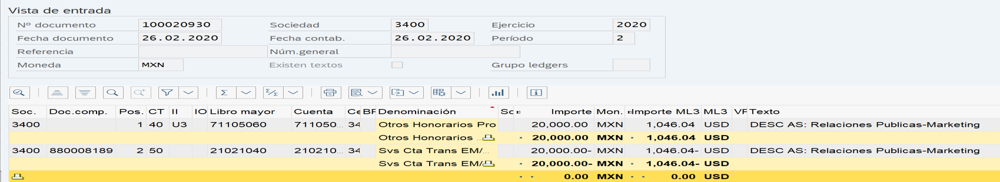 Vista de entrada
Nº documento 100020930 Sociedad 3400 Ejercicio 2020
Fecha documento 26.02.2020 Fecha contab. 26.02.2020 Período 2
Referencia Núm.general
Moneda MXN Existen textos Grupo ledgers
Soc. Doc.comp. Pos. CT II IO Libro mayor Cuenta Ce BF Denominación Sc Importe Mon. Importe ML3 ML3 VF Texto
3400 1 40 U3 71105060 711050... 34 Otros Honorarios Pro 20,000.00 MXN 1,046.04 USD DESC AS: Relaciones Publicas-Marketing
Otros Honorarios ... 20,000.00 MXN 1,046.04 USD
3400 880008189 2 50 21021040 210210... 34 Svs Cta Trans EM/... 20,000.00- MXN 1,046.04- USD DESC AS: Relaciones Publicas-Marketing
Svs Cta Trans EM/ 20,000.00- MXN 1,046.04- USD
0.00 MXN 0.00 USD